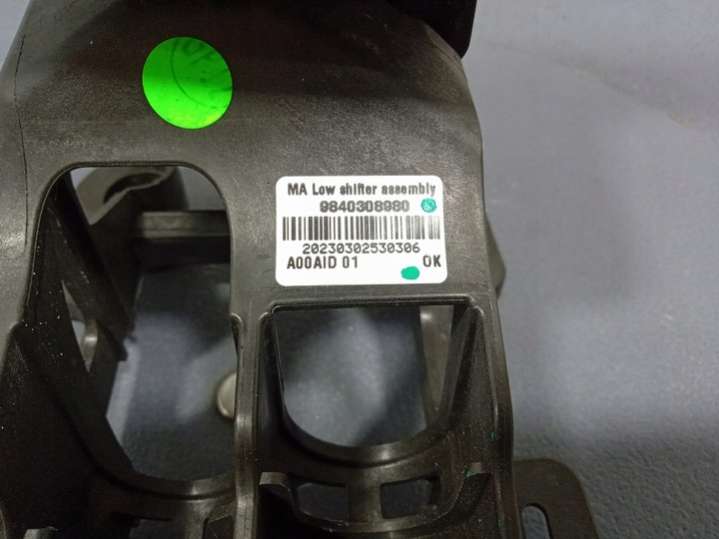 MA Low shifter assembly
9840308980
20230302530306
A00AID 01 OK